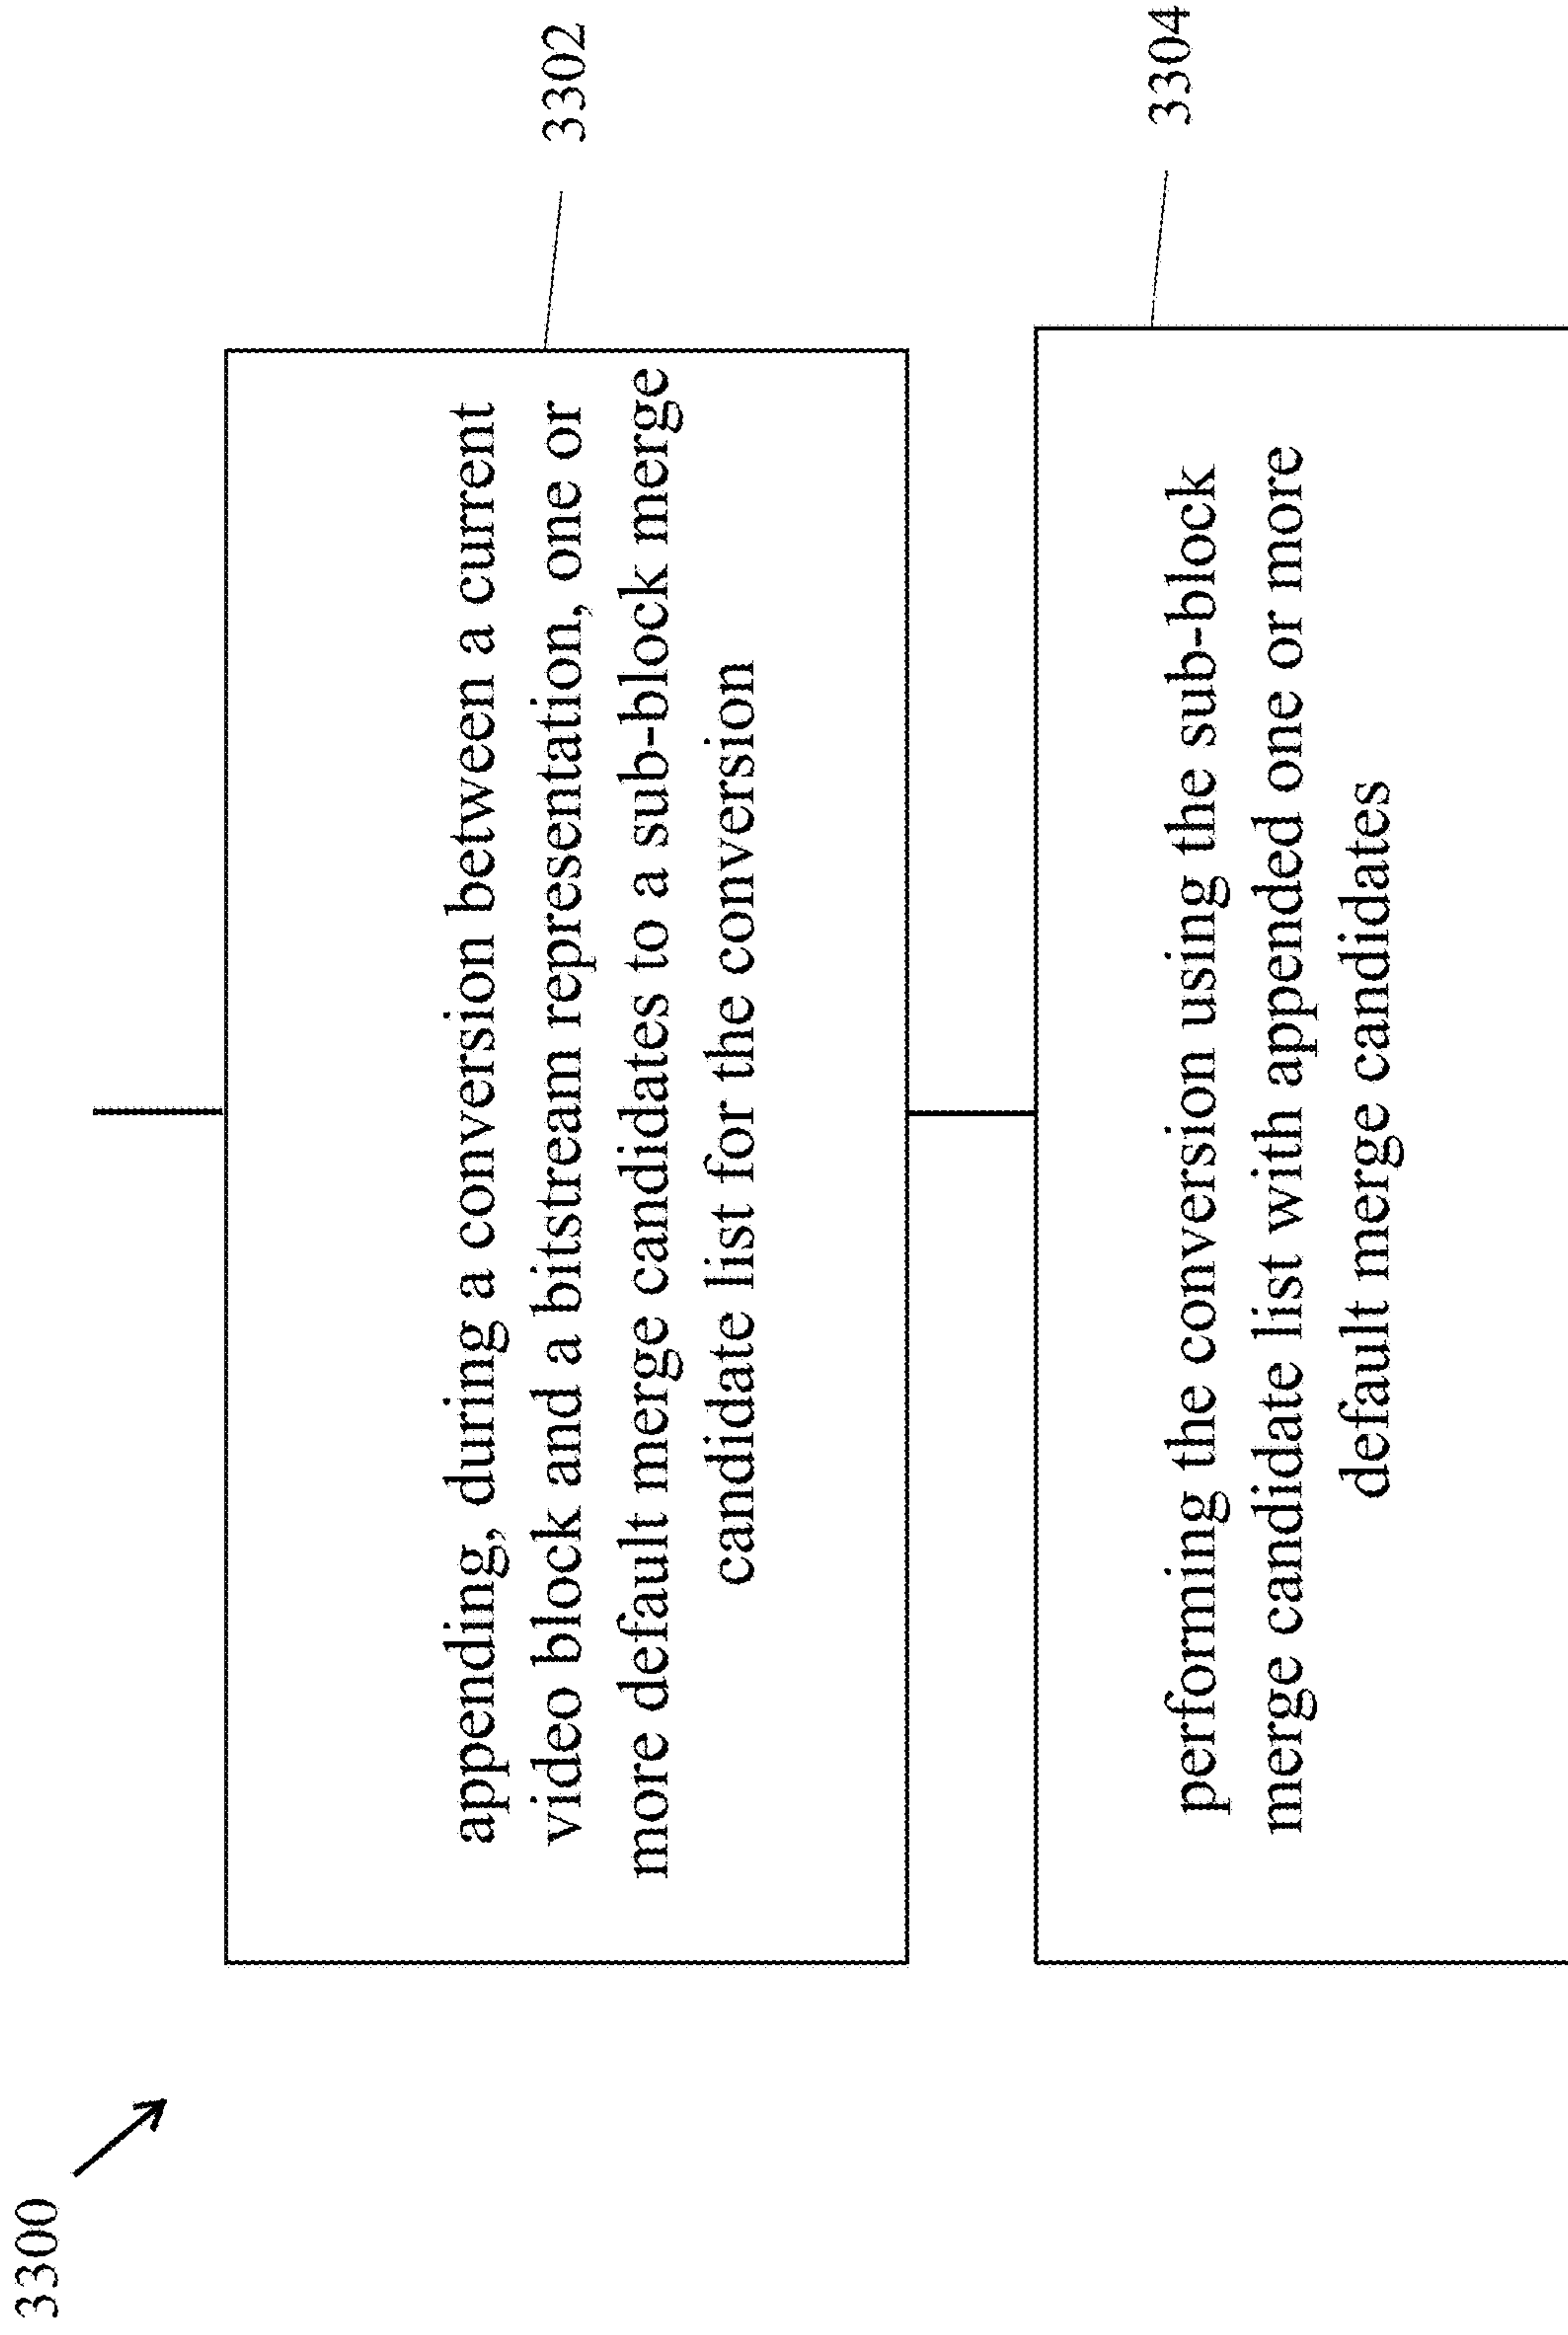 3300
appending, during a conversion between a current
video block and a bitstream representation, one or
more default merge candidates to a sub-block merge
candidate list for the conversion
3302
performing the conversion using the sub-block
merge candidate list with appended one or more
default merge candidates
3304